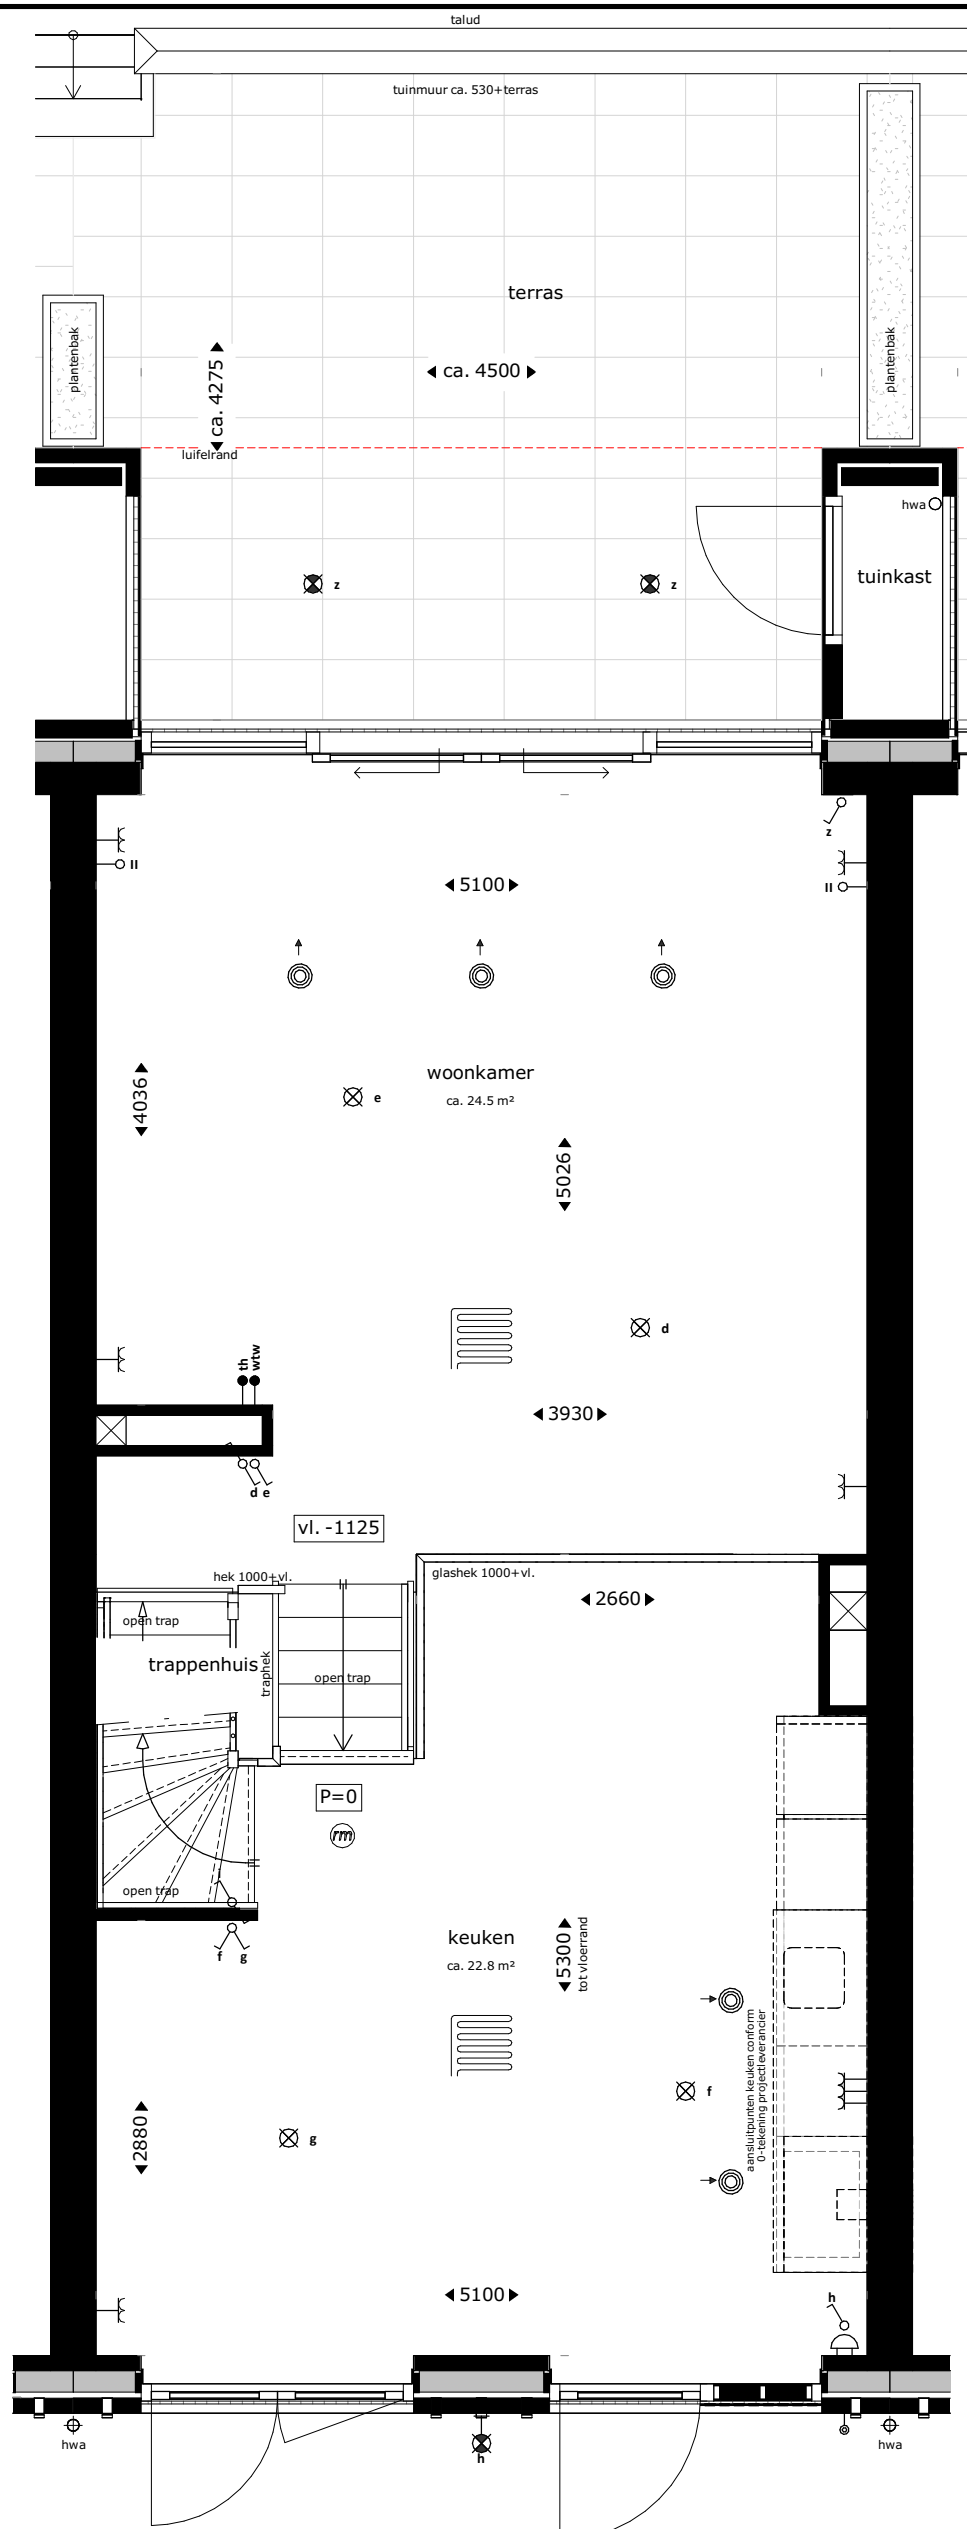 talud
tuinmuur ca. 530+terras
terras
plantenbak
plantenbak
ca. 4275
ca. 4500
luifelrand
hwa
tuinkast
z
z
z
II
II
5100
woonkamer
ca. 24.5 m²
4036
e
5026
d
th
wtw
3930
d e
vl. -1125
hek 1000+vl.
glashek 1000+vl.
2660
open trap
trappenhuis
traphek
open trap
P=0
rm
open trap
f g
keuken
ca. 22.8 m²
5300
tot vloerrand
aansluitpunten keuken conform
0-tekening projectleverancier
f
g
2880
5100
h
hwa
h
hwa